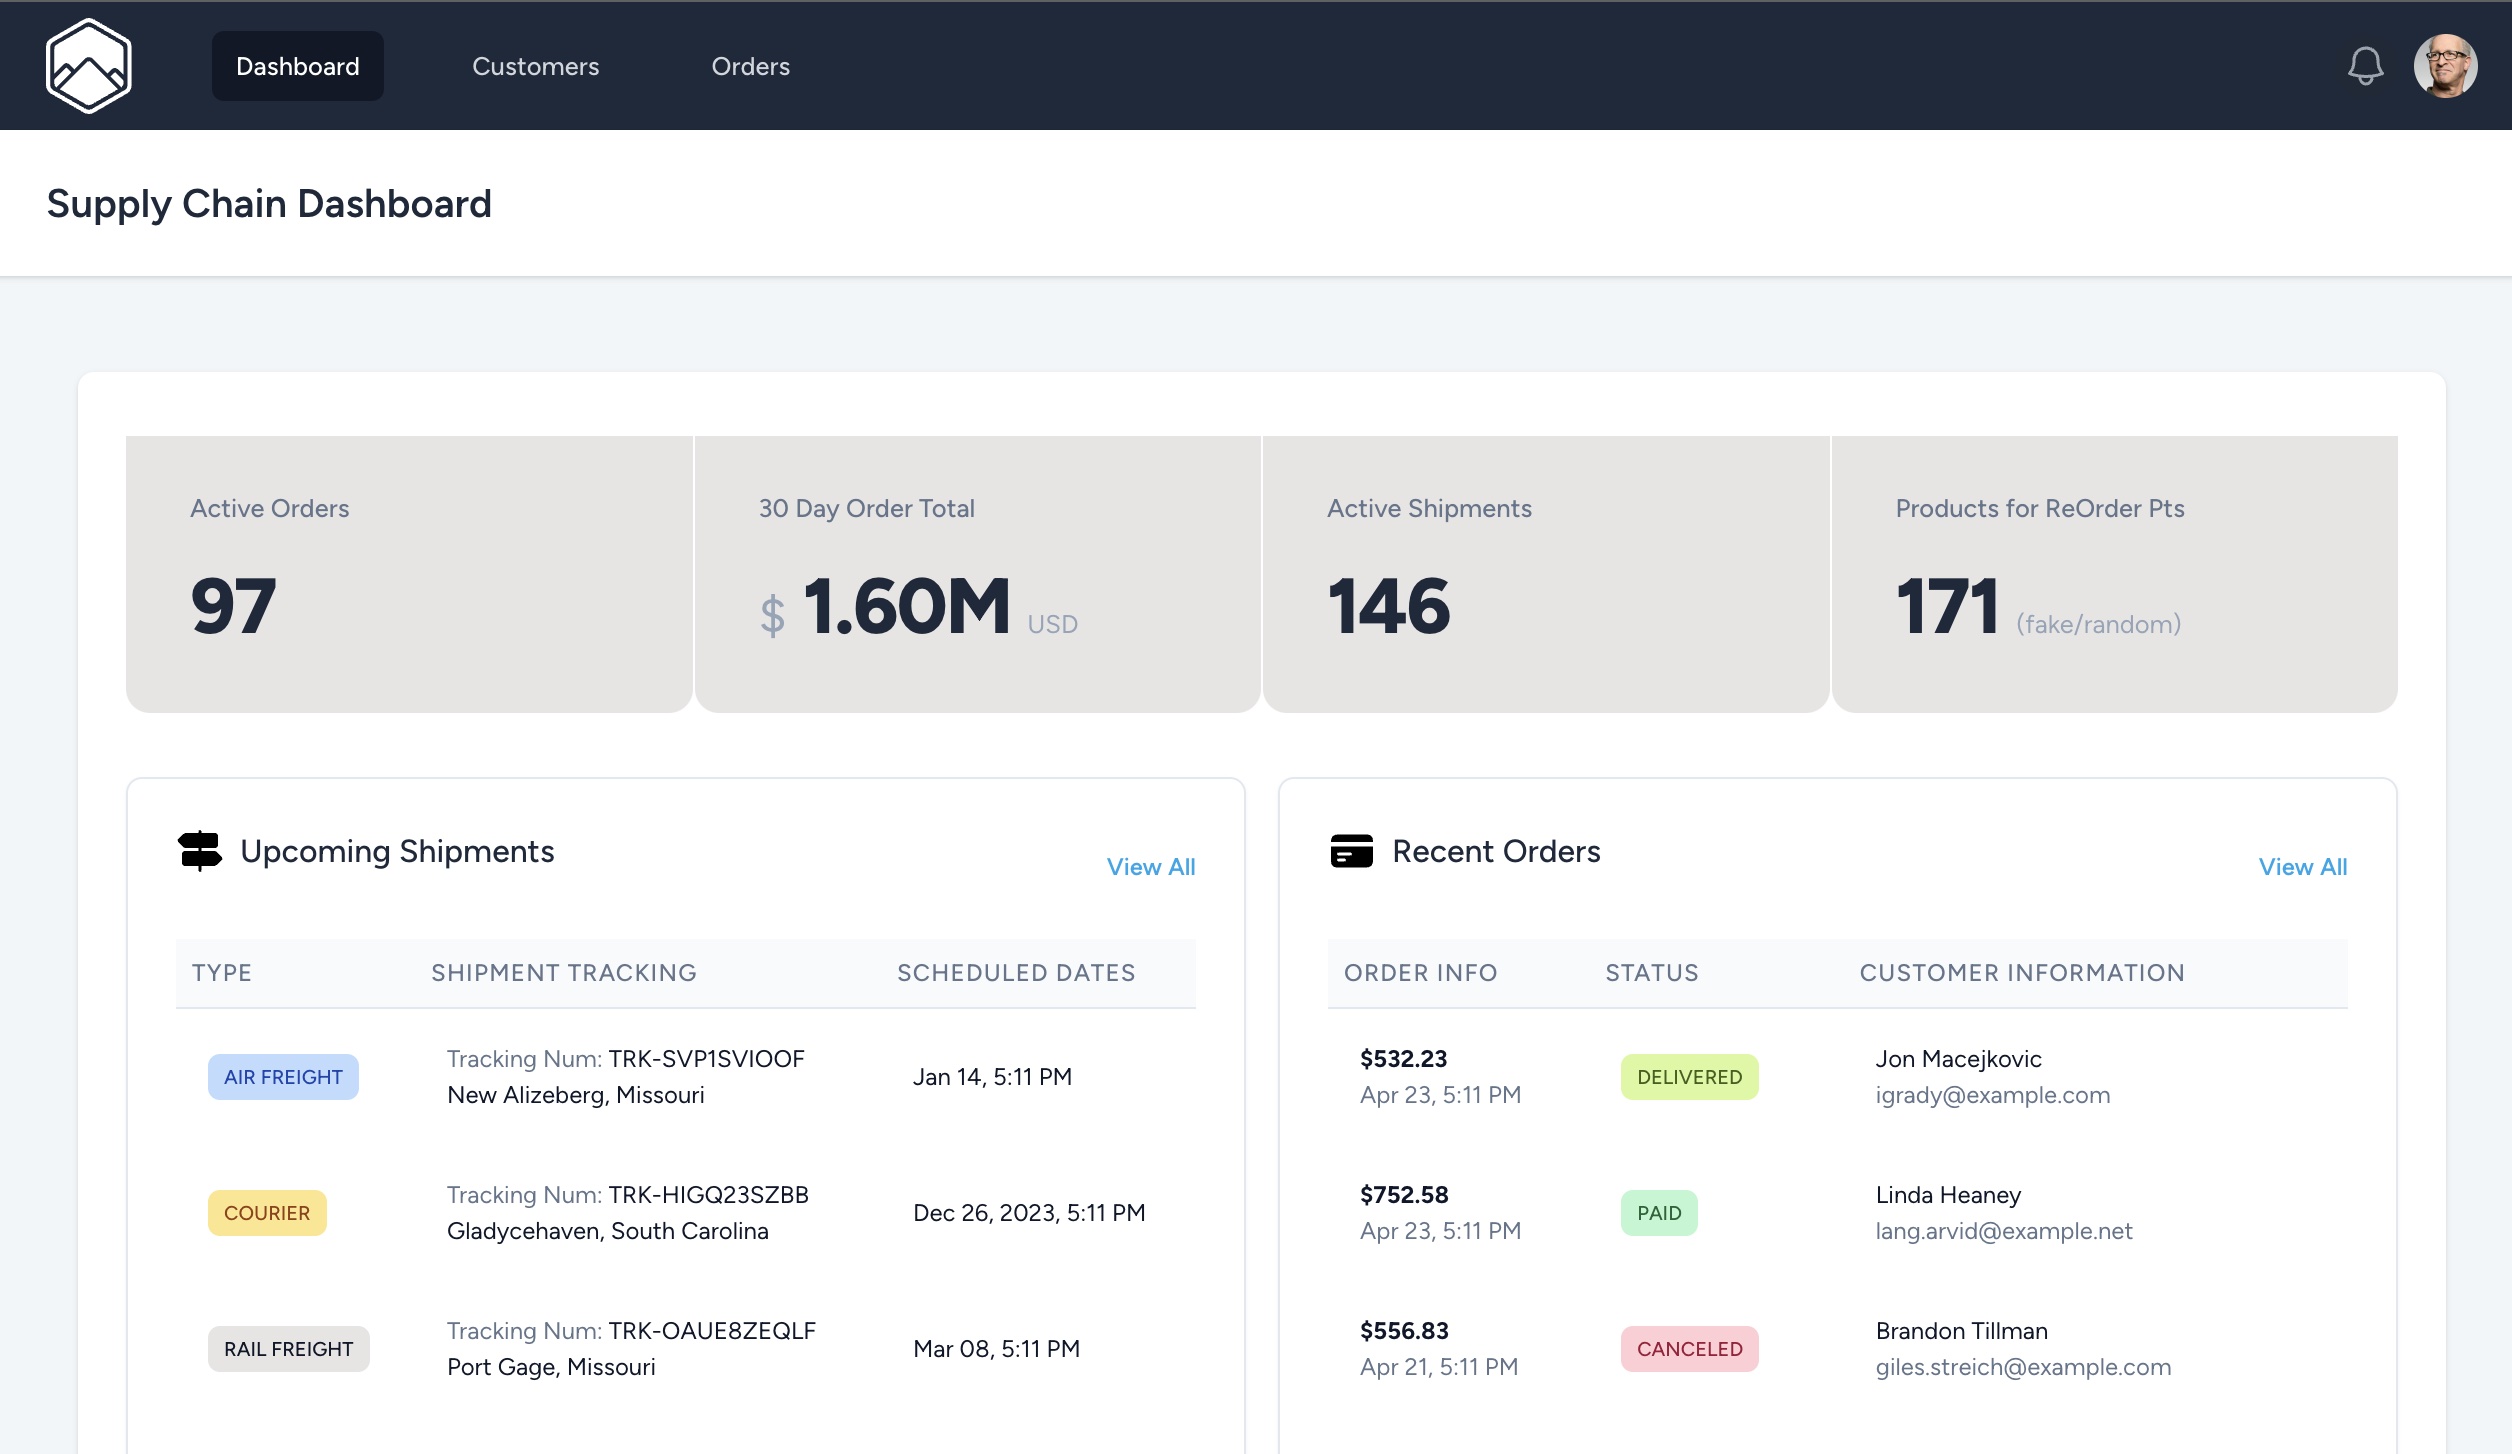 Dashboard
Customers
Orders
Supply Chain Dashboard
Active Orders
97
30 Day Order Total
$ 1.60M USD
Active Shipments
146
Products for ReOrder Pts
171 (fake/random)
Upcoming Shipments
View All
TYPE SHIPMENT TRACKING SCHEDULED DATES
AIR FREIGHT
Tracking Num: TRK-SVP1SVIOOF
New Alizeberg, Missouri
Jan 14, 5:11 PM
COURIER
Tracking Num: TRK-HIGQ23SZBB
Gladycehaven, South Carolina
Dec 26, 2023, 5:11 PM
RAIL FREIGHT
Tracking Num: TRK-OAUE8ZEQLF
Port Gage, Missouri
Mar 08, 5:11 PM
Recent Orders
View All
ORDER INFO STATUS CUSTOMER INFORMATION
$532.23
Apr 23, 5:11 PM
DELIVERED
Jon Macejkovic
igrady@example.com
$752.58
Apr 23, 5:11 PM
PAID
Linda Heaney
lang.arvid@example.net
$556.83
Apr 21, 5:11 PM
CANCELED
Brandon Tillman
giles.streich@example.com